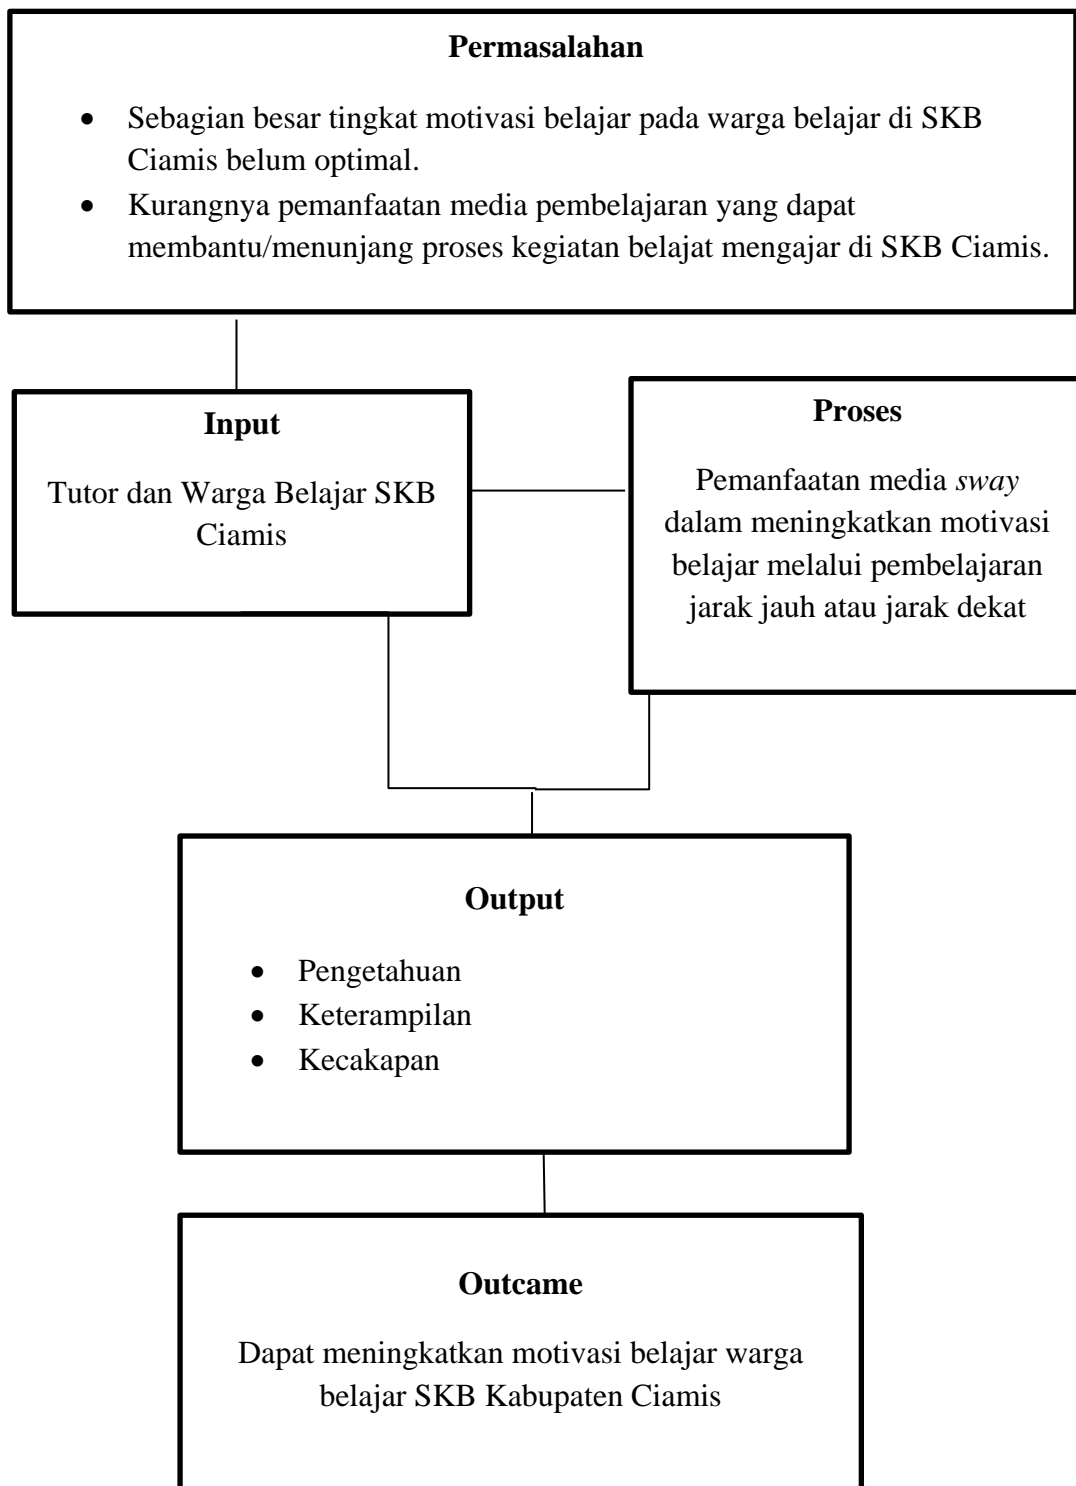 Permasalahan
• Sebagian besar tingkat motivasi belajar pada warga belajar di SKB
Ciamis belum optimal.
• Kurangnya pemanfaatan media pembelajaran yang dapat
membantu/menunjang proses kegiatan belajat mengajar di SKB Ciamis.
Input
Tutor dan Warga Belajar SKB
Ciamis
Proses
Pemanfaatan media sway
dalam meningkatkan motivasi
belajar melalui pembelajaran
jarak jauh atau jarak dekat
Output
• Pengetahuan
• Keterampilan
• Kecakapan
Outcame
Dapat meningkatkan motivasi belajar warga
belajar SKB Kabupaten Ciamis